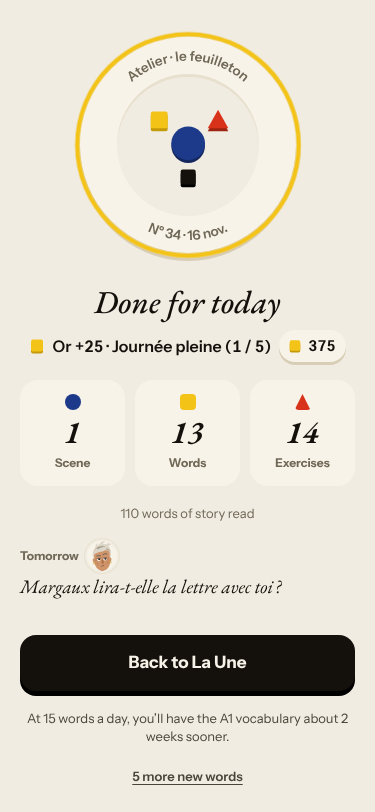 Atelier · le feuilleton
Nº 34 · 16 nov.
Done for today
Or +25 · Journée pleine (1 / 5) 375
1 13 14
Scene Words Exercises
110 words of story read
Tomorrow
Margaux lira-t-elle la lettre avec toi ?
Back to La Une
At 15 words a day, you'll have the A1 vocabulary about 2
weeks sooner.
5 more new words